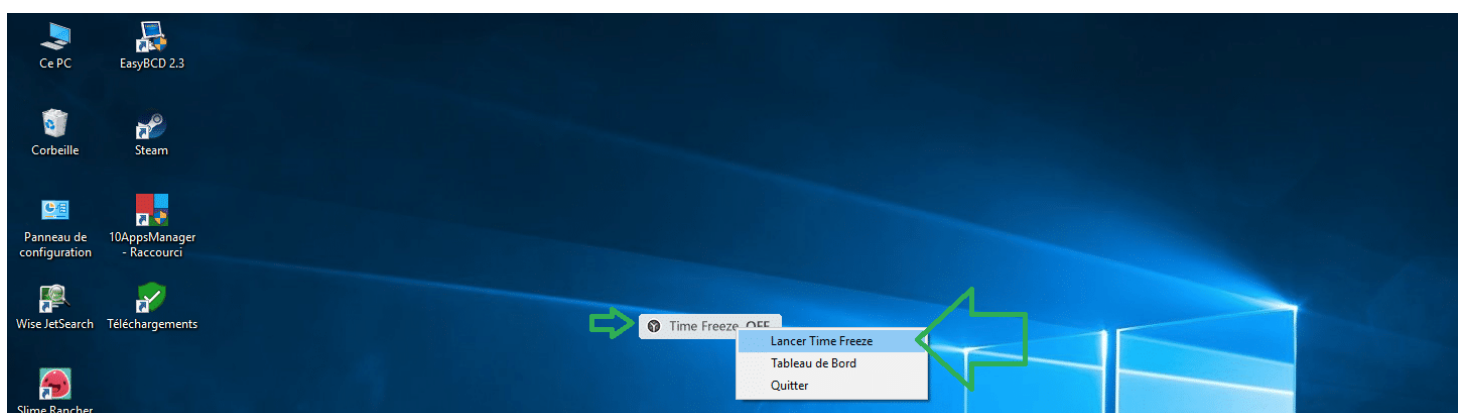 Ce PC
EasyBCD 2.3
Corbeille
Steam
Panneau de
configuration
10AppsManager
- Raccourci
Wise JetSearch
Téléchargements
Slime Rancher
Time Freeze OFF
Lancer Time Freeze
Tableau de Bord
Quitter